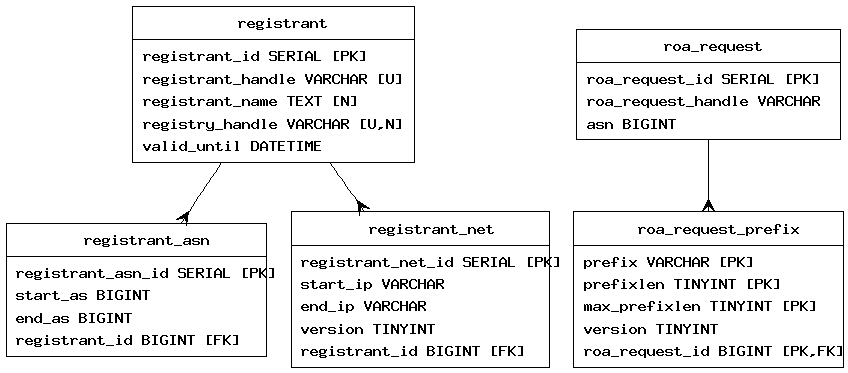 registrant
registrant_id SERIAL [PK]
registrant_handle VARCHAR [U]
registrant_name TEXT [N]
registry_handle VARCHAR [U,N]
valid_until DATETIME
roa_request
roa_request_id SERIAL [PK]
roa_request_handle VARCHAR
asn BIGINT
registrant_asn
registrant_asn_id SERIAL [PK]
start_as BIGINT
end_as BIGINT
registrant_id BIGINT [FK]
registrant_net
registrant_net_id SERIAL [PK]
start_ip VARCHAR
end_ip VARCHAR
version TINYINT
registrant_id BIGINT [FK]
roa_request_prefix
prefix VARCHAR [PK]
prefixlen TINYINT [PK]
max_prefixlen TINYINT [PK]
version TINYINT
roa_request_id BIGINT [PK,FK]